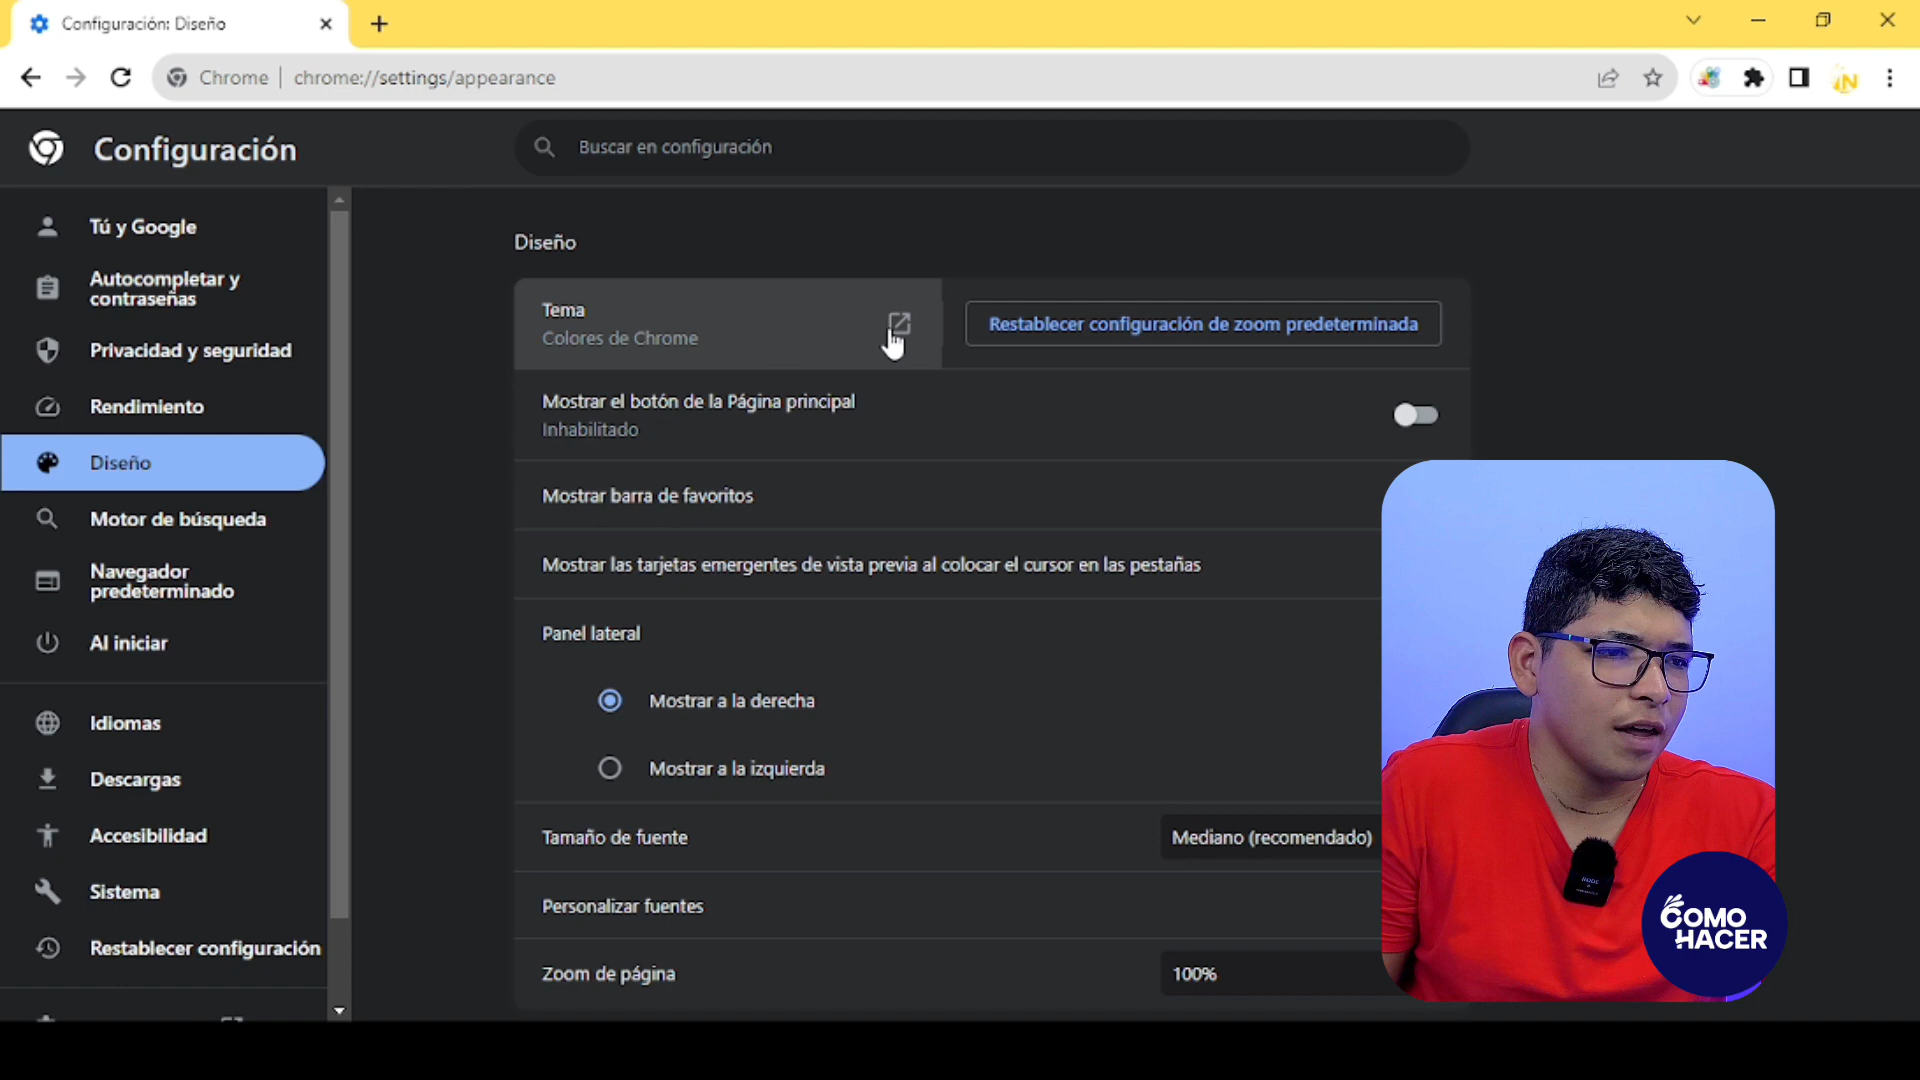 Configuración: Diseño
Chrome
chrome://settings/appearance
Configuración
Buscar en configuración
Tú y Google
Autocompletar y
contraseñas
Privacidad y seguridad
Rendimiento
Diseño
Motor de búsqueda
Navegador
predeterminado
Al iniciar
Idiomas
Descargas
Accesibilidad
Sistema
Restablecer configuración
Diseño
Tema
Colores de Chrome
Restablecer configuración de zoom predeterminada
Mostrar el botón de la Página principal
Inhabilitado
Mostrar barra de favoritos
Mostrar las tarjetas emergentes de vista previa al colocar el cursor en las pestañas
Panel lateral
Mostrar a la derecha
Mostrar a la izquierda
Tamaño de fuente
Mediano (recomendado)
Personalizar fuentes
Zoom de página
100%
RODE
COMO
HACER